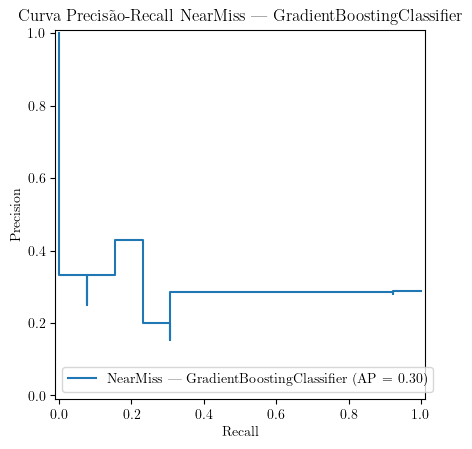 Curva Precisão-Recall NearMiss — GradientBoostingClassifier
1.0
0.8
0.6
0.4
0.2
0.0
Precision
NearMiss — GradientBoostingClassifier (AP = 0.30)
0.0 0.2 0.4 0.6 0.8 1.0
Recall